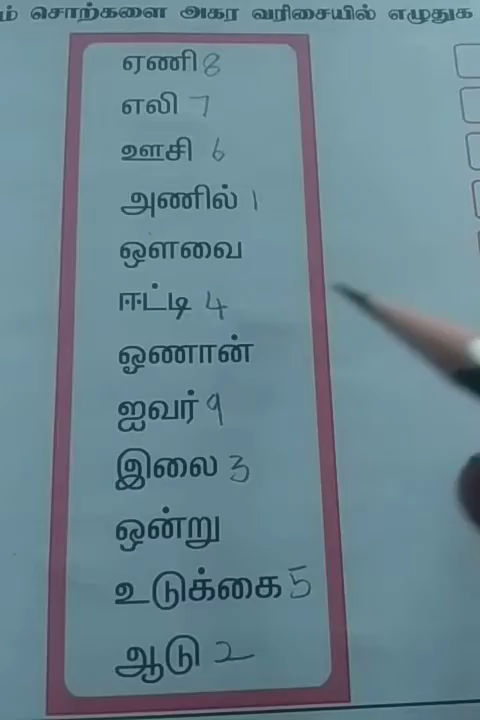 ம் சொற்களை அகர வரிசையில் எழுதுக
ஏணி 8
எலி 7
ஊசி 6
அணில் 1
ஔவை
ஈட்டி 4
ஓணான்
ஐவர் 9
இலை 3
ஒன்று
உடுக்கை 5
ஆடு 2